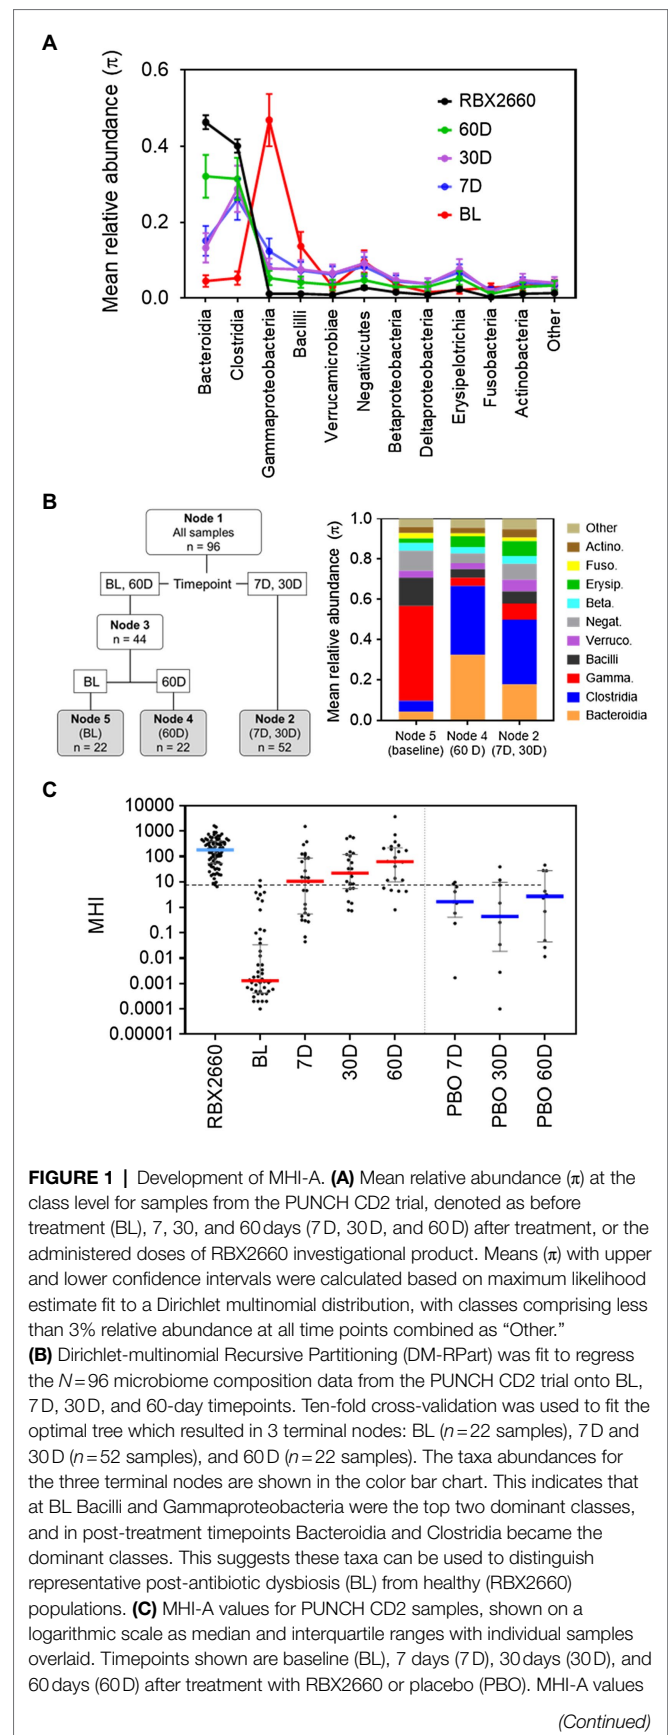 A
Mean relative abundance (π)
0.6
0.4
0.2
0.0
RBX2660
60D
30D
7D
BL
Bacteroidia
Clostridia
Gammaproteobacteria
Baclilli
Verrucamicrobiae
Negativicutes
Betaproteobacteria
Deltaproteobacteria
Erysipelotrichia
Fusobacteria
Actinobacteria
Other
B
Node 1
All samples
n = 96
BL, 60D
Timepoint
7D, 30D
Node 3
n = 44
BL
60D
Node 5
(BL)
n = 22
Node 4
(60D)
n = 22
Node 2
(7D, 30D)
n = 52
Mean relative abundance (π)
1.0
0.8
0.6
0.4
0.2
0.0
Node 5
(baseline)
Node 4
(60 D)
Node 2
(7D, 30D)
Other
Actino.
Fuso.
Erysip.
Beta.
Negat.
Verruco.
Bacilli
Gamma.
Clostridia
Bacteroidia
C
MHI
10000
1000
100
10
1
0.1
0.01
0.001
0.0001
0.00001
RBX2660
BL
7D
30D
60D
PBO 7D
PBO 30D
PBO 60D
FIGURE 1 | Development of MHI-A. (A) Mean relative abundance (π) at the
class level for samples from the PUNCH CD2 trial, denoted as before
treatment (BL), 7, 30, and 60 days (7 D, 30 D, and 60 D) after treatment, or the
administered doses of RBX2660 investigational product. Means (π) with upper
and lower confidence intervals were calculated based on maximum likelihood
estimate fit to a Dirichlet multinomial distribution, with classes comprising less
than 3% relative abundance at all time points combined as “Other.”
(B) Dirichlet-multinomial Recursive Partitioning (DM-RPart) was fit to regress
the N = 96 microbiome composition data from the PUNCH CD2 trial onto BL,
7 D, 30 D, and 60-day timepoints. Ten-fold cross-validation was used to fit the
optimal tree which resulted in 3 terminal nodes: BL (n = 22 samples), 7 D and
30 D (n = 52 samples), and 60 D (n = 22 samples). The taxa abundances for
the three terminal nodes are shown in the color bar chart. This indicates that
at BL Bacilli and Gammaproteobacteria were the top two dominant classes,
and in post-treatment timepoints Bacteroidia and Clostridia became the
dominant classes. This suggests these taxa can be used to distinguish
representative post-antibiotic dysbiosis (BL) from healthy (RBX2660)
populations. (C) MHI-A values for PUNCH CD2 samples, shown on a
logarithmic scale as median and interquartile ranges with individual samples
overlaid. Timepoints shown are baseline (BL), 7 days (7 D), 30 days (30 D), and
60 days (60 D) after treatment with RBX2660 or placebo (PBO). MHI-A values
(Continued)